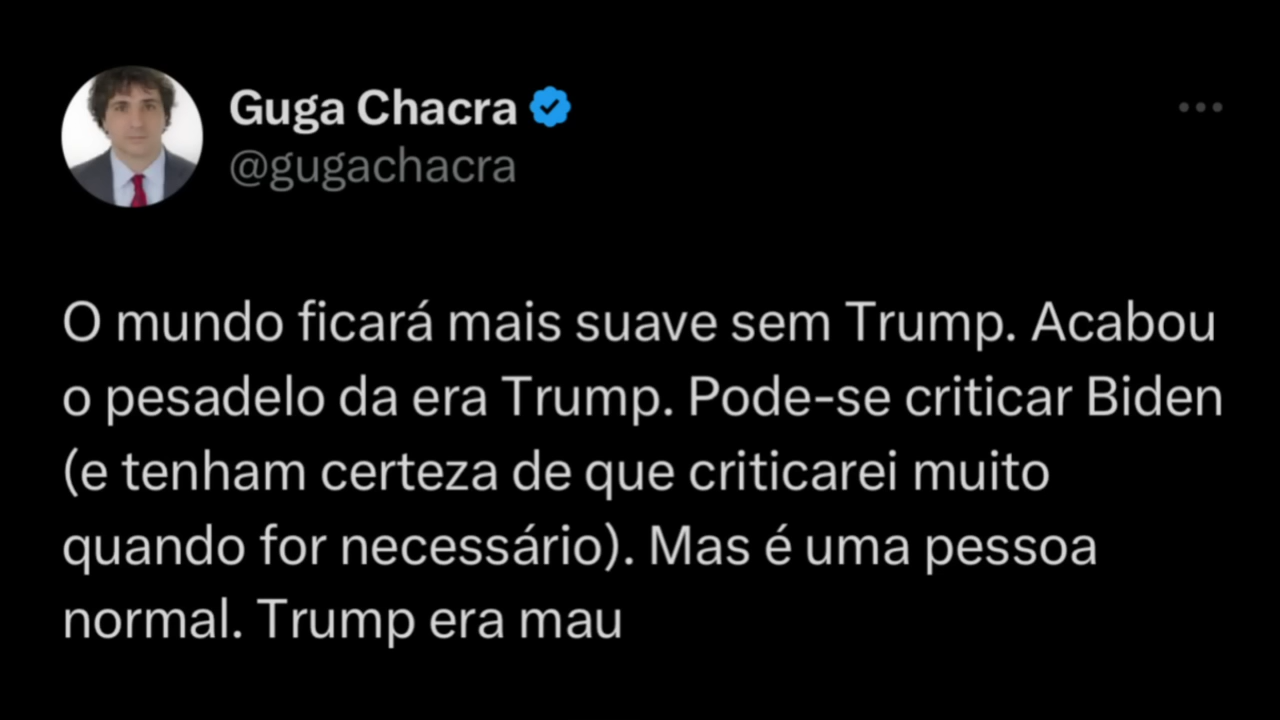 Guga Chacra
@gugachacra
O mundo ficará mais suave sem Trump. Acabou
o pesadelo da era Trump. Pode-se criticar Biden
(e tenham certeza de que criticarei muito
quando for necessário). Mas é uma pessoa
normal. Trump era mau